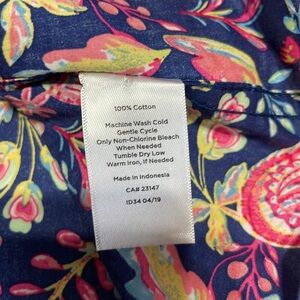 100% Cotton
Machine Wash Cold
Gentle Cycle
Only Non-Chlorine Bleach
When Needed
Tumble Dry Low
Warm Iron, if Needed
Made in Indonesia
CA# 23147
ID34 04/19